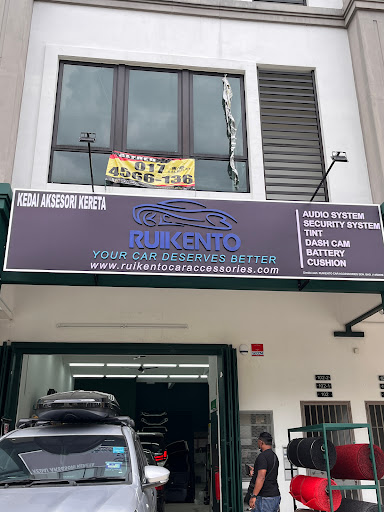 017
4966-136
KEDAI AKSESORI KERETA
RUIKENTO
YOUR CAR DESERVES BETTER
www.ruikentocaraccessories.com
AUDIO SYSTEM
SECURITY SYSTEM
TINT
DASH CAM
BATTERY
CUSHION